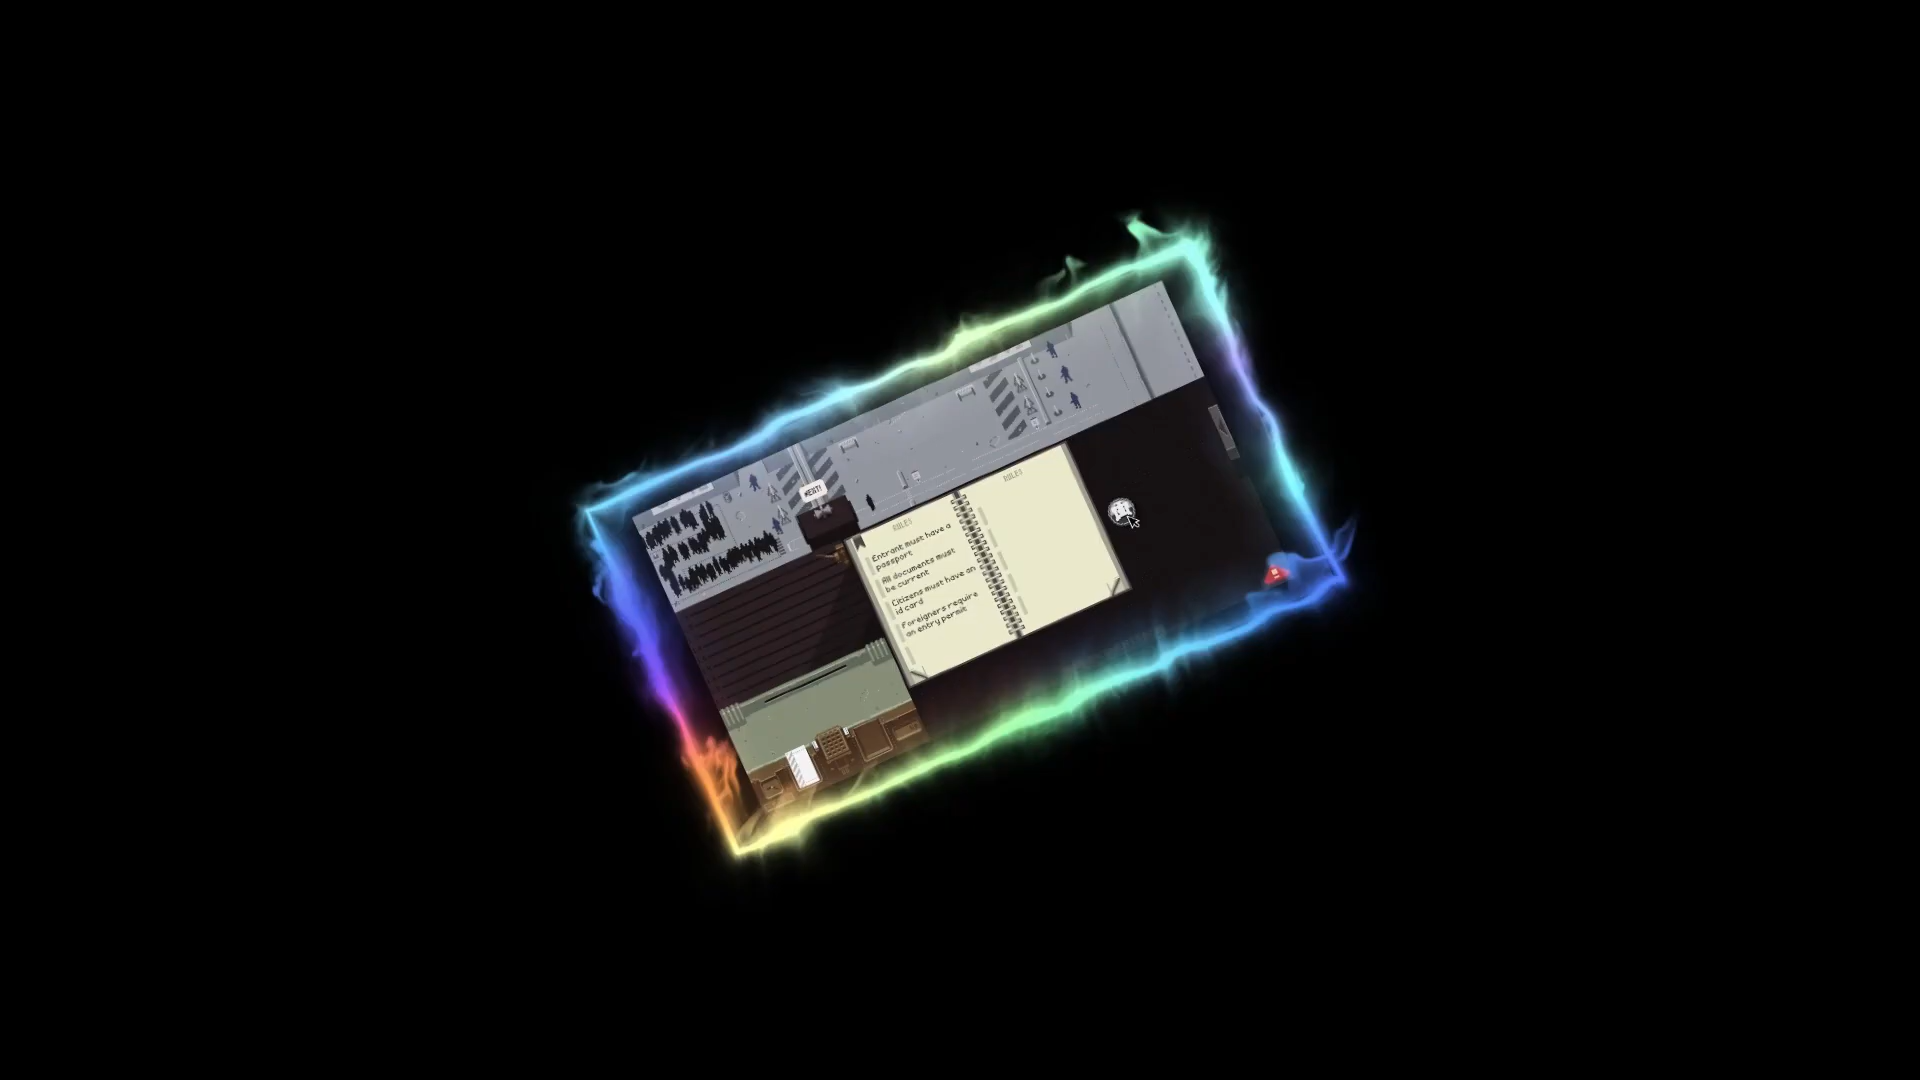 NEXT!
RULES
Entrant must have a
passport
All documents must
be current
Citizens must have an
id card
Foreigners require
an entry permit
RULES